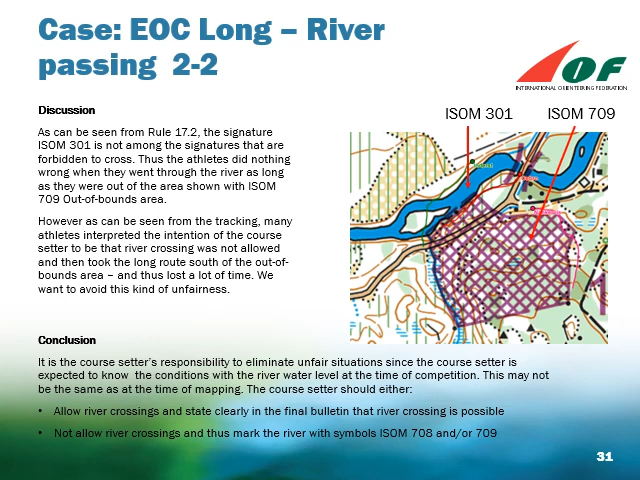 Case: EOC Long – River
passing 2-2
INTERNATIONAL ORIENTEERING FEDERATION
Discussion
As can be seen from Rule 17.2, the signature
ISOM 301 is not among the signatures that are
forbidden to cross. Thus the athletes did nothing
wrong when they went through the river as long
as they were out of the area shown with ISOM
709 Out-of-bounds area.
However as can be seen from the tracking, many
athletes interpreted the intention of the course
setter to be that river crossing was not allowed
and then took the long route south of the out-of-
bounds area – and thus lost a lot of time. We
want to avoid this kind of unfairness.
ISOM 301
ISOM 709
Conclusion
It is the course setter's responsibility to eliminate unfair situations since the course setter is
expected to know the conditions with the river water level at the time of competition. This may not
be the same as at the time of mapping. The course setter should either:
• Allow river crossings and state clearly in the final bulletin that river crossing is possible
• Not allow river crossings and thus mark the river with symbols ISOM 708 and/or 709
31